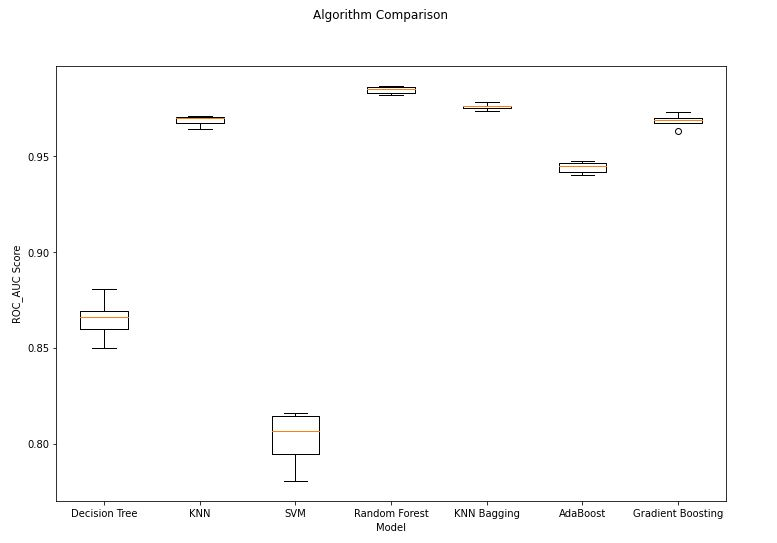 Algorithm Comparison
ROC_AUC Score
0.95
0.90
0.85
0.80
Decision Tree KNN SVM Random Forest KNN Bagging AdaBoost Gradient Boosting
Model